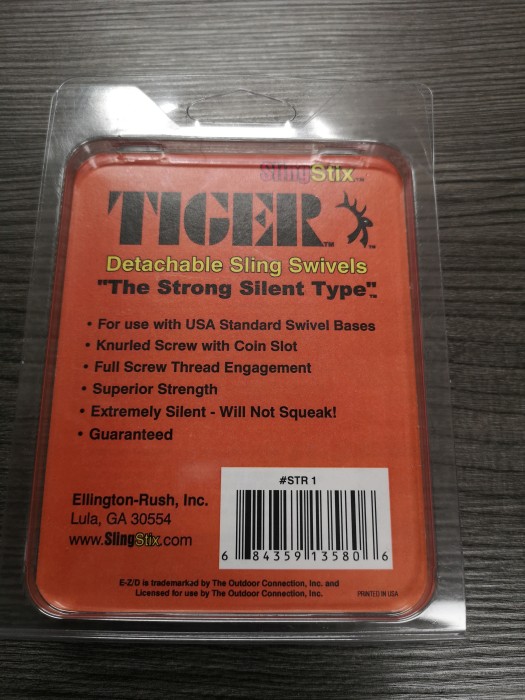 SlingStix™
TIGER™ ™
Detachable Sling Swivels
"The Strong Silent Type"™
• For use with USA Standard Swivel Bases
• Knurled Screw with Coin Slot
• Full Screw Thread Engagement
• Superior Strength
• Extremely Silent - Will Not Squeak!
• Guaranteed
#STR 1
Ellington-Rush, Inc.
Lula, GA 30554
www.SlingStix.com
6 84359 13580 6
E-Z/D is trademarked by The Outdoor Connection, Inc. and
Licensed for use by The Outdoor Connection, Inc.
PRINTED IN USA